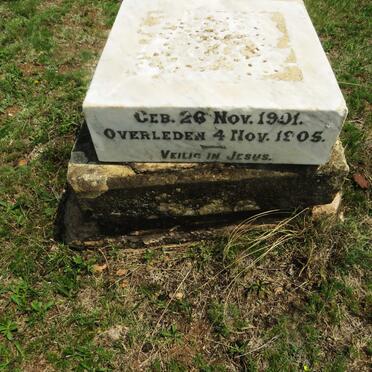 GEB. 26 NOV. 1901.
OVERLEDEN 4 NOV. 1905.
VEILIG IN JESUS.